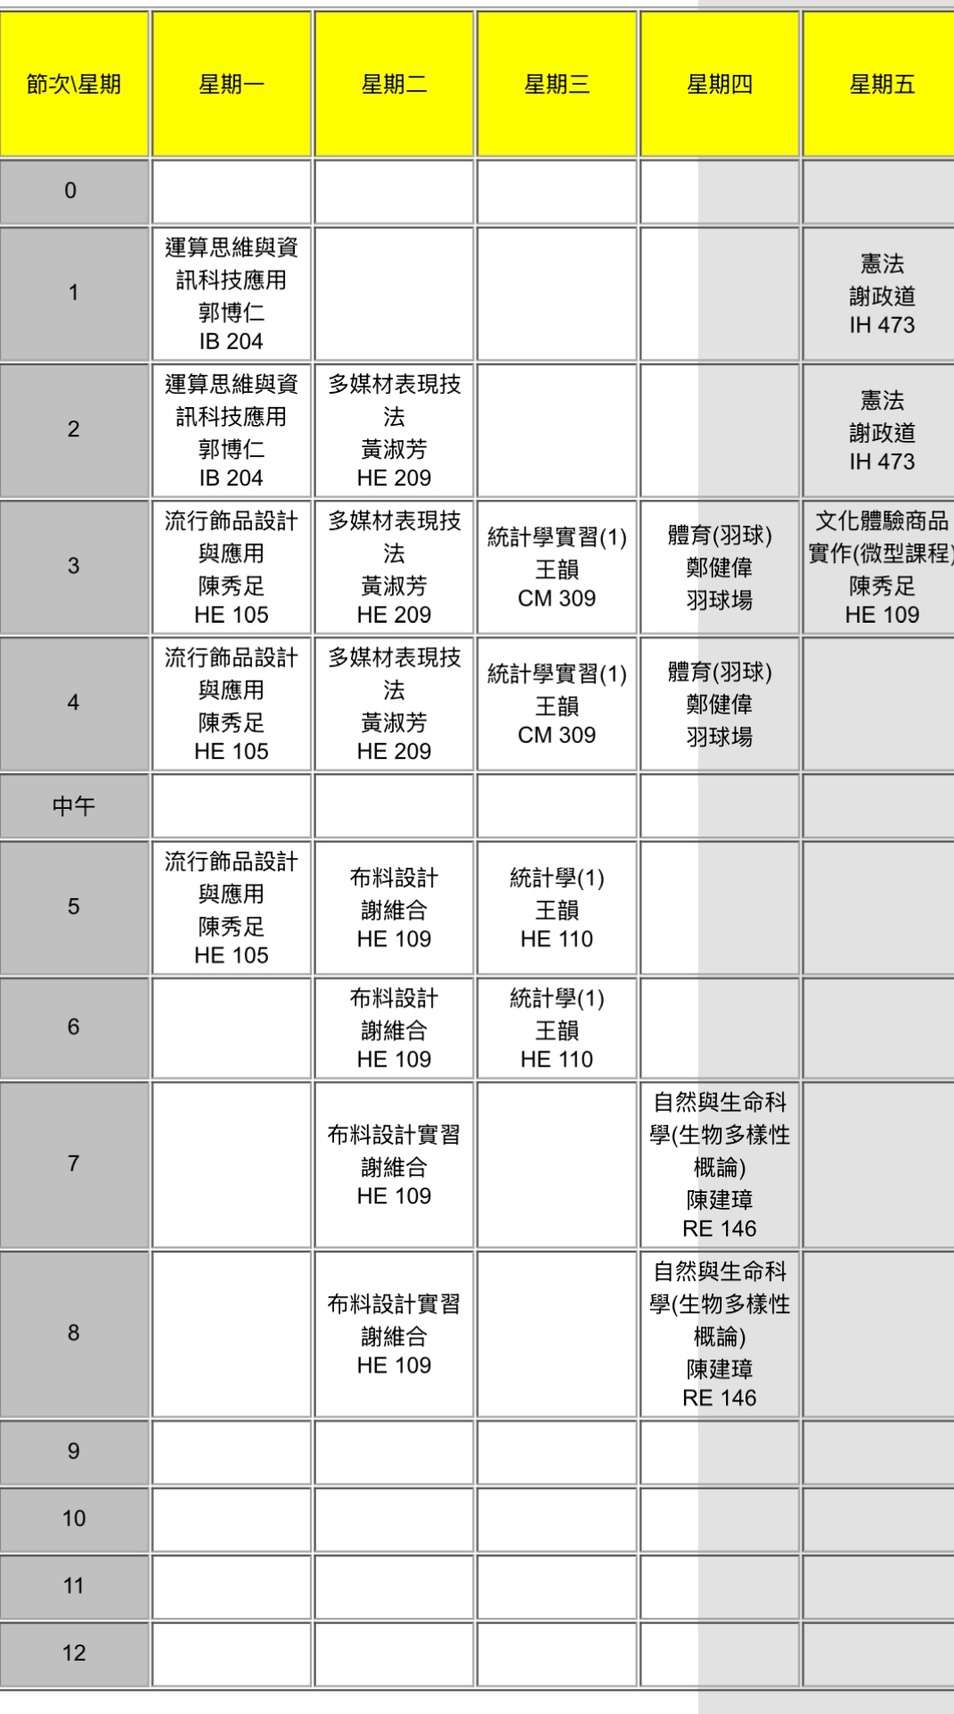 節次\星期 星期一 星期二 星期三 星期四 星期五
0
1
運算思維與資
訊科技應用
郭博仁
IB 204
憲法
謝政道
IH 473
2
運算思維與資
訊科技應用
郭博仁
IB 204
多媒材表現技
法
黃淑芳
HE 209
憲法
謝政道
IH 473
3
流行飾品設計
與應用
陳秀足
HE 105
多媒材表現技
法
黃淑芳
HE 209
統計學實習(1)
王韻
CM 309
體育(羽球)
鄭健偉
羽球場
文化體驗商品
實作(微型課程)
陳秀足
HE 109
4
流行飾品設計
與應用
陳秀足
HE 105
多媒材表現技
法
黃淑芳
HE 209
統計學實習(1)
王韻
CM 309
體育(羽球)
鄭健偉
羽球場
中午
5
流行飾品設計
與應用
陳秀足
HE 105
布料設計
謝維合
HE 109
統計學(1)
王韻
HE 110
6
布料設計
謝維合
HE 109
統計學(1)
王韻
HE 110
7
布料設計實習
謝維合
HE 109
自然與生命科
學(生物多樣性
概論)
陳建璋
RE 146
8
布料設計實習
謝維合
HE 109
自然與生命科
學(生物多樣性
概論)
陳建璋
RE 146
9
10
11
12